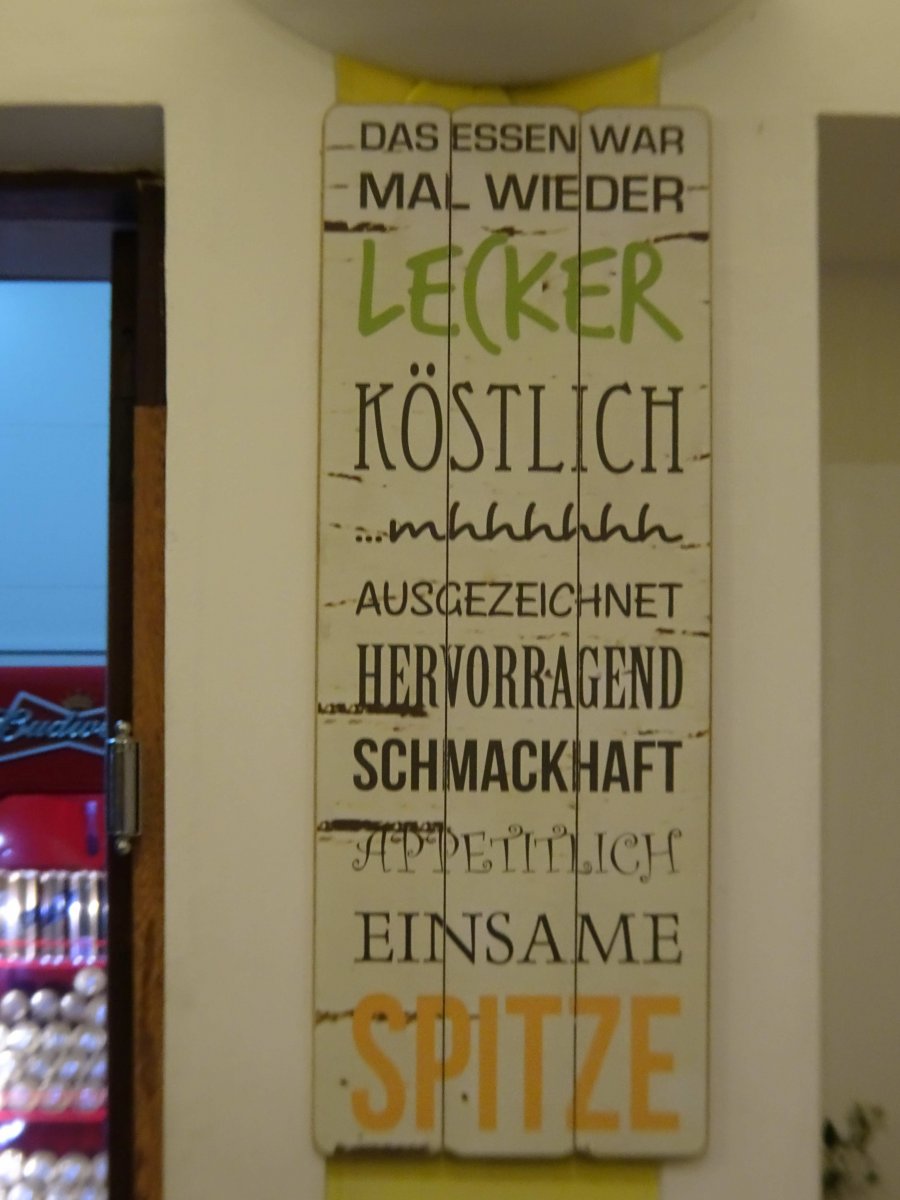 DAS ESSEN WAR
MAL WIEDER
LECKER
KÖSTLICH
...mhhhhhh
AUSGEZEICHNET
HERVORRAGEND
SCHMACKHAFT
APPETITLICH
EINSAME
SPITZE